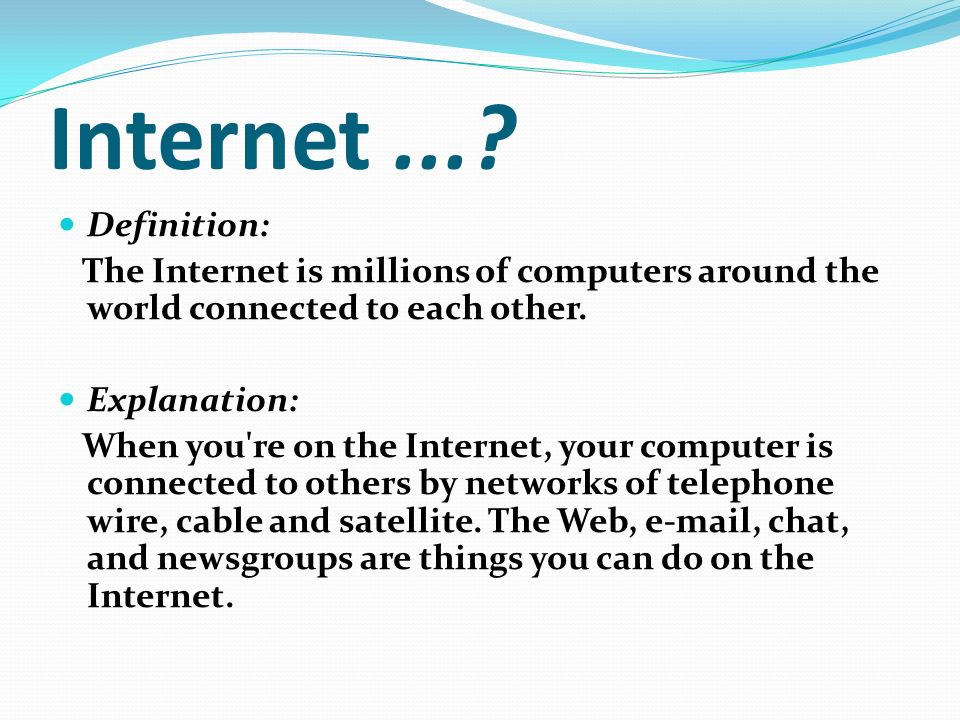 Internet ...?
Definition:
The Internet is millions of computers around the
world connected to each other.
Explanation:
When you're on the Internet, your computer is
connected to others by networks of telephone
wire, cable and satellite. The Web, e-mail, chat,
and newsgroups are things you can do on the
Internet.